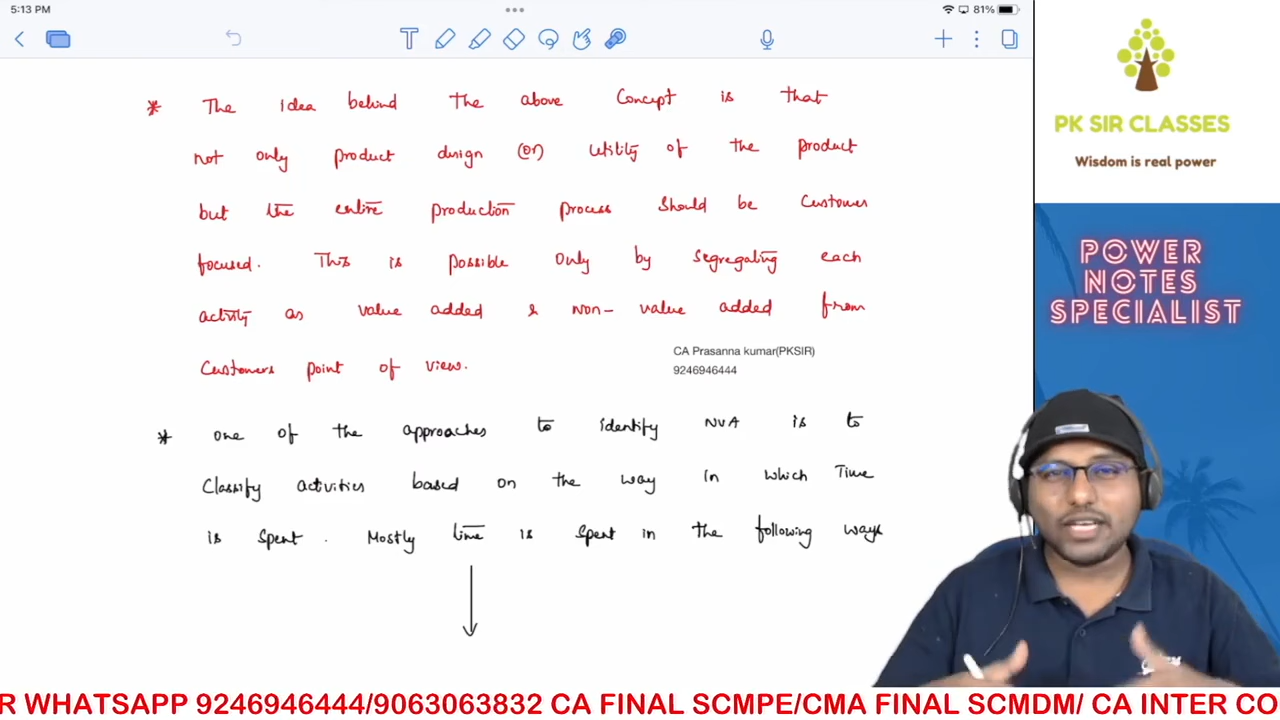 5:13 PM
81%
PK SIR CLASSES
Wisdom is real power
POWER
NOTES
SPECIALIST
* The idea behind the above Concept is that
not only product design (or) utility of the product
but the entire production process should be customer
focused. This is possible only by segregating each
activity as value added & non-value added from
Customers point of view.
CA Prasanna kumar(PKSIR)
9246946444
* One of the approaches to identify NVA is to
Classify activities based on the way in which Time
is spent. Mostly time is spent in the following ways
R WHATSAPP 9246946444/9063063832 CA FINAL SCMPE/CMA FINAL SCMDM/ CA INTER CO